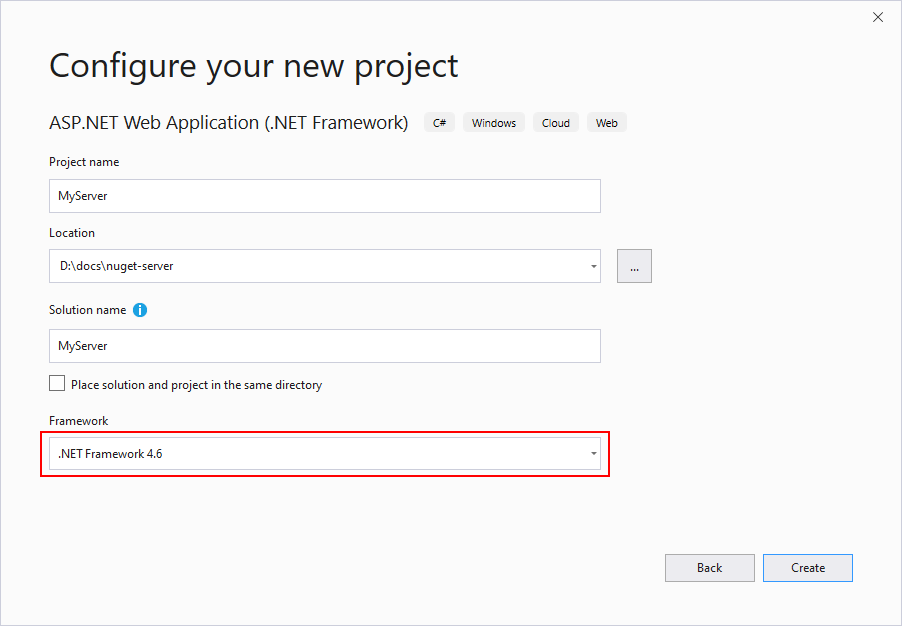 Configure your new project
ASP.NET Web Application (.NET Framework) C# Windows Cloud Web
Project name
MyServer
Location
D:\docs\nuget-server
...
Solution name
MyServer
Place solution and project in the same directory
Framework
.NET Framework 4.6
Back Create